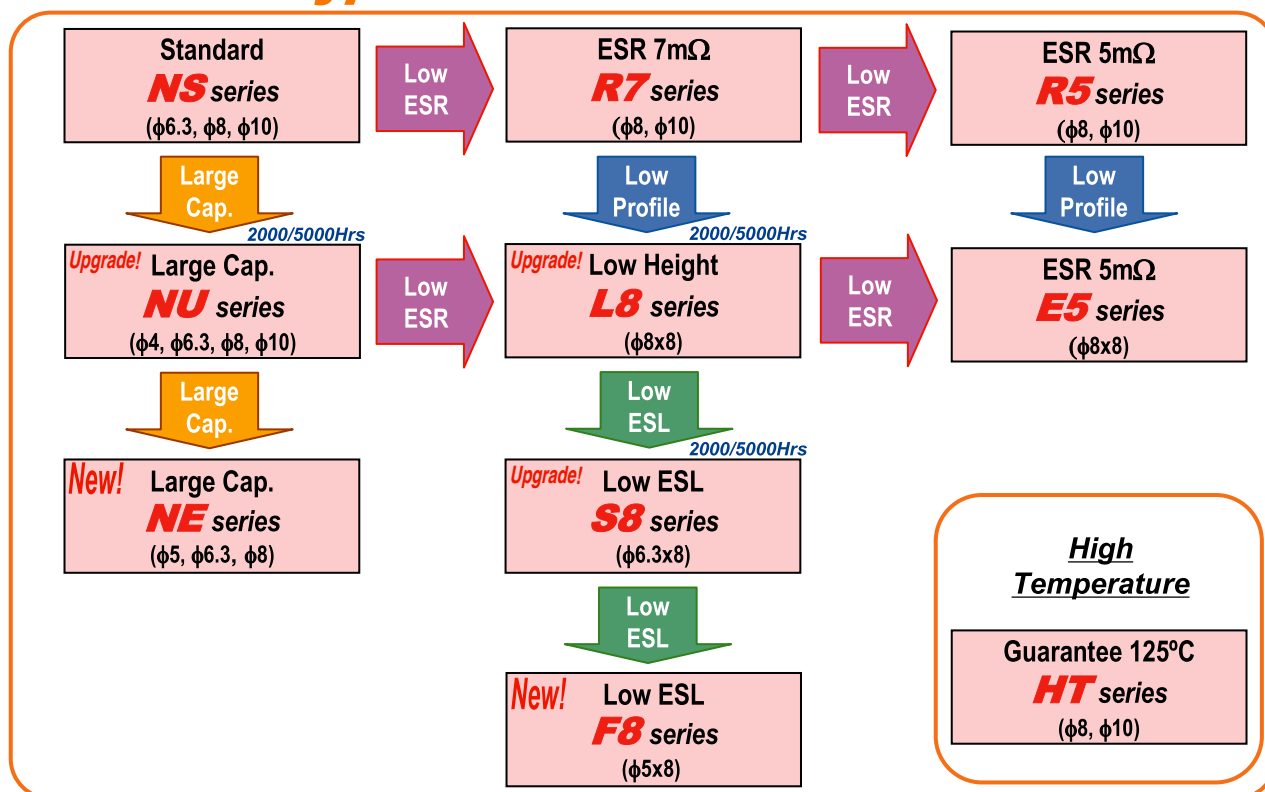 Standard
NS series
(ϕ6.3, ϕ8, ϕ10)
Low
ESR
ESR 7mΩ
R7 series
(ϕ8, ϕ10)
Low
ESR
ESR 5mΩ
R5 series
(ϕ8, ϕ10)
Large
Cap.
Low
Profile
Low
Profile
2000/5000Hrs
Upgrade! Large Cap.
NU series
(ϕ4, ϕ6.3, ϕ8, ϕ10)
Low
ESR
2000/5000Hrs
Upgrade! Low Height
L8 series
(ϕ8x8)
Low
ESR
ESR 5mΩ
E5 series
(ϕ8x8)
Large
Cap.
Low
ESL
New! Large Cap.
NE series
(ϕ5, ϕ6.3, ϕ8)
2000/5000Hrs
Upgrade! Low ESL
S8 series
(ϕ6.3x8)
Low
ESL
New! Low ESL
F8 series
(ϕ5x8)
High
Temperature
Guarantee 125ºC
HT series
(ϕ8, ϕ10)